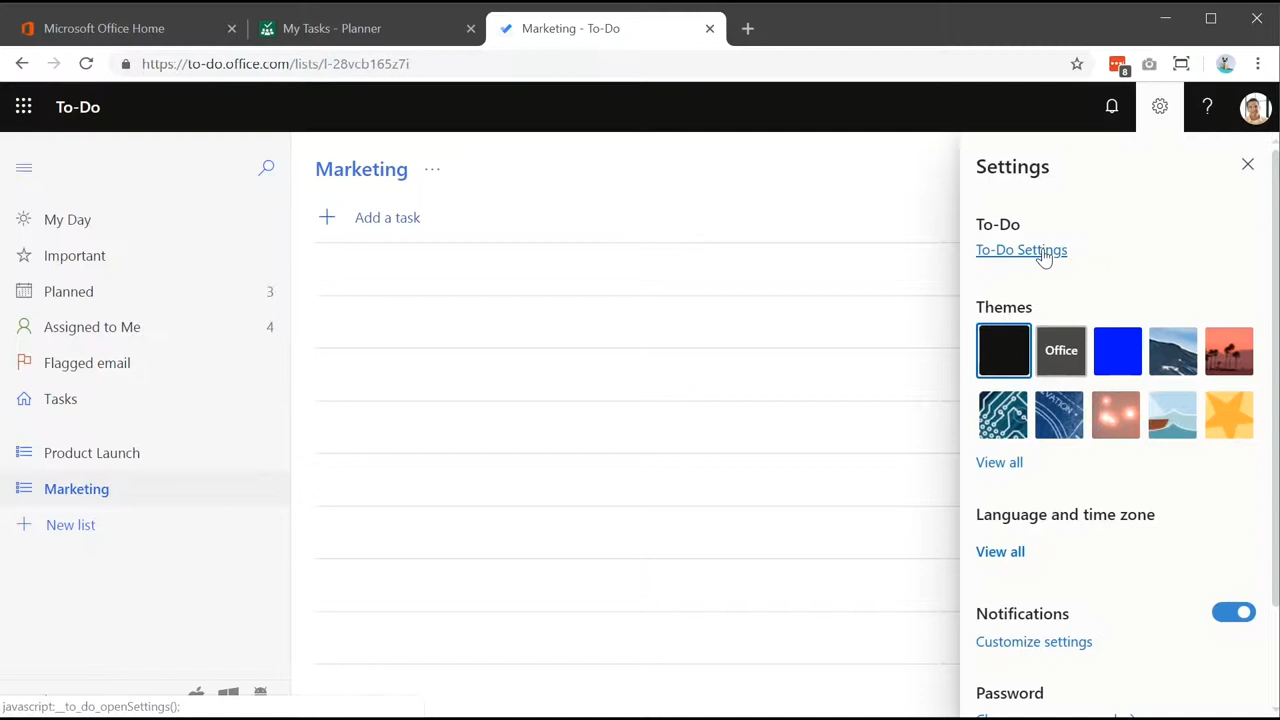 Microsoft Office Home
My Tasks - Planner
Marketing - To-Do
https://to-do.office.com/lists/l-28vcb165z7i
8
To-Do
?
Marketing
Add a task
My Day
Important
Planned 3
Assigned to Me 4
Flagged email
Tasks
Product Launch
Marketing
New list
javascript:__to_do_openSettings();
Settings
To-Do
To-Do Settings
Themes
Office
View all
Language and time zone
View all
Notifications
Customize settings
Password